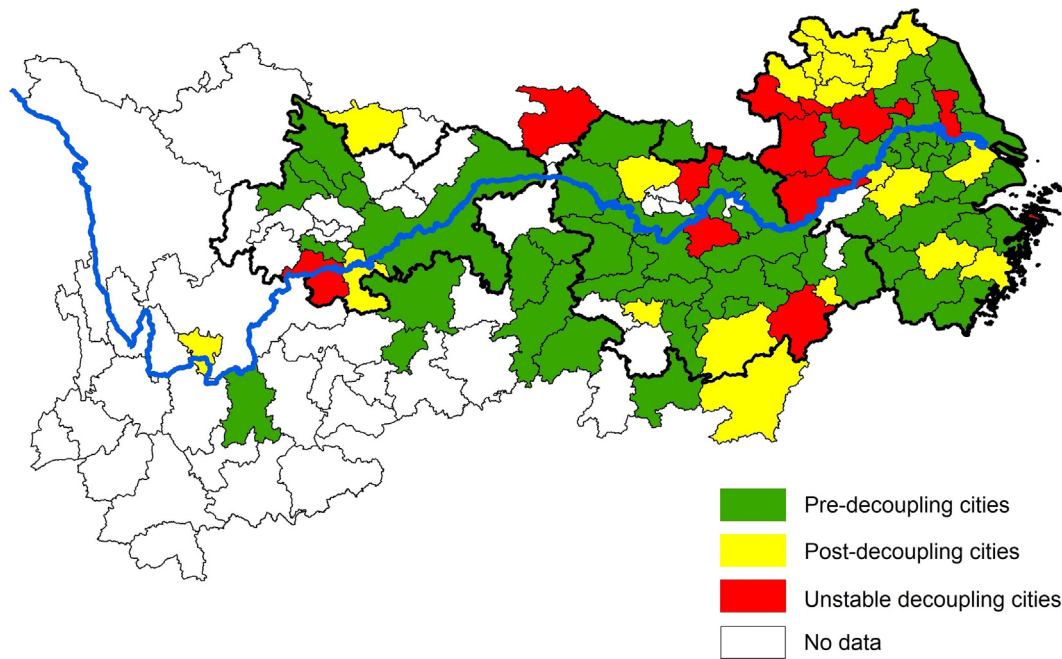 Pre-decoupling cities
Post-decoupling cities
Unstable decoupling cities
No data